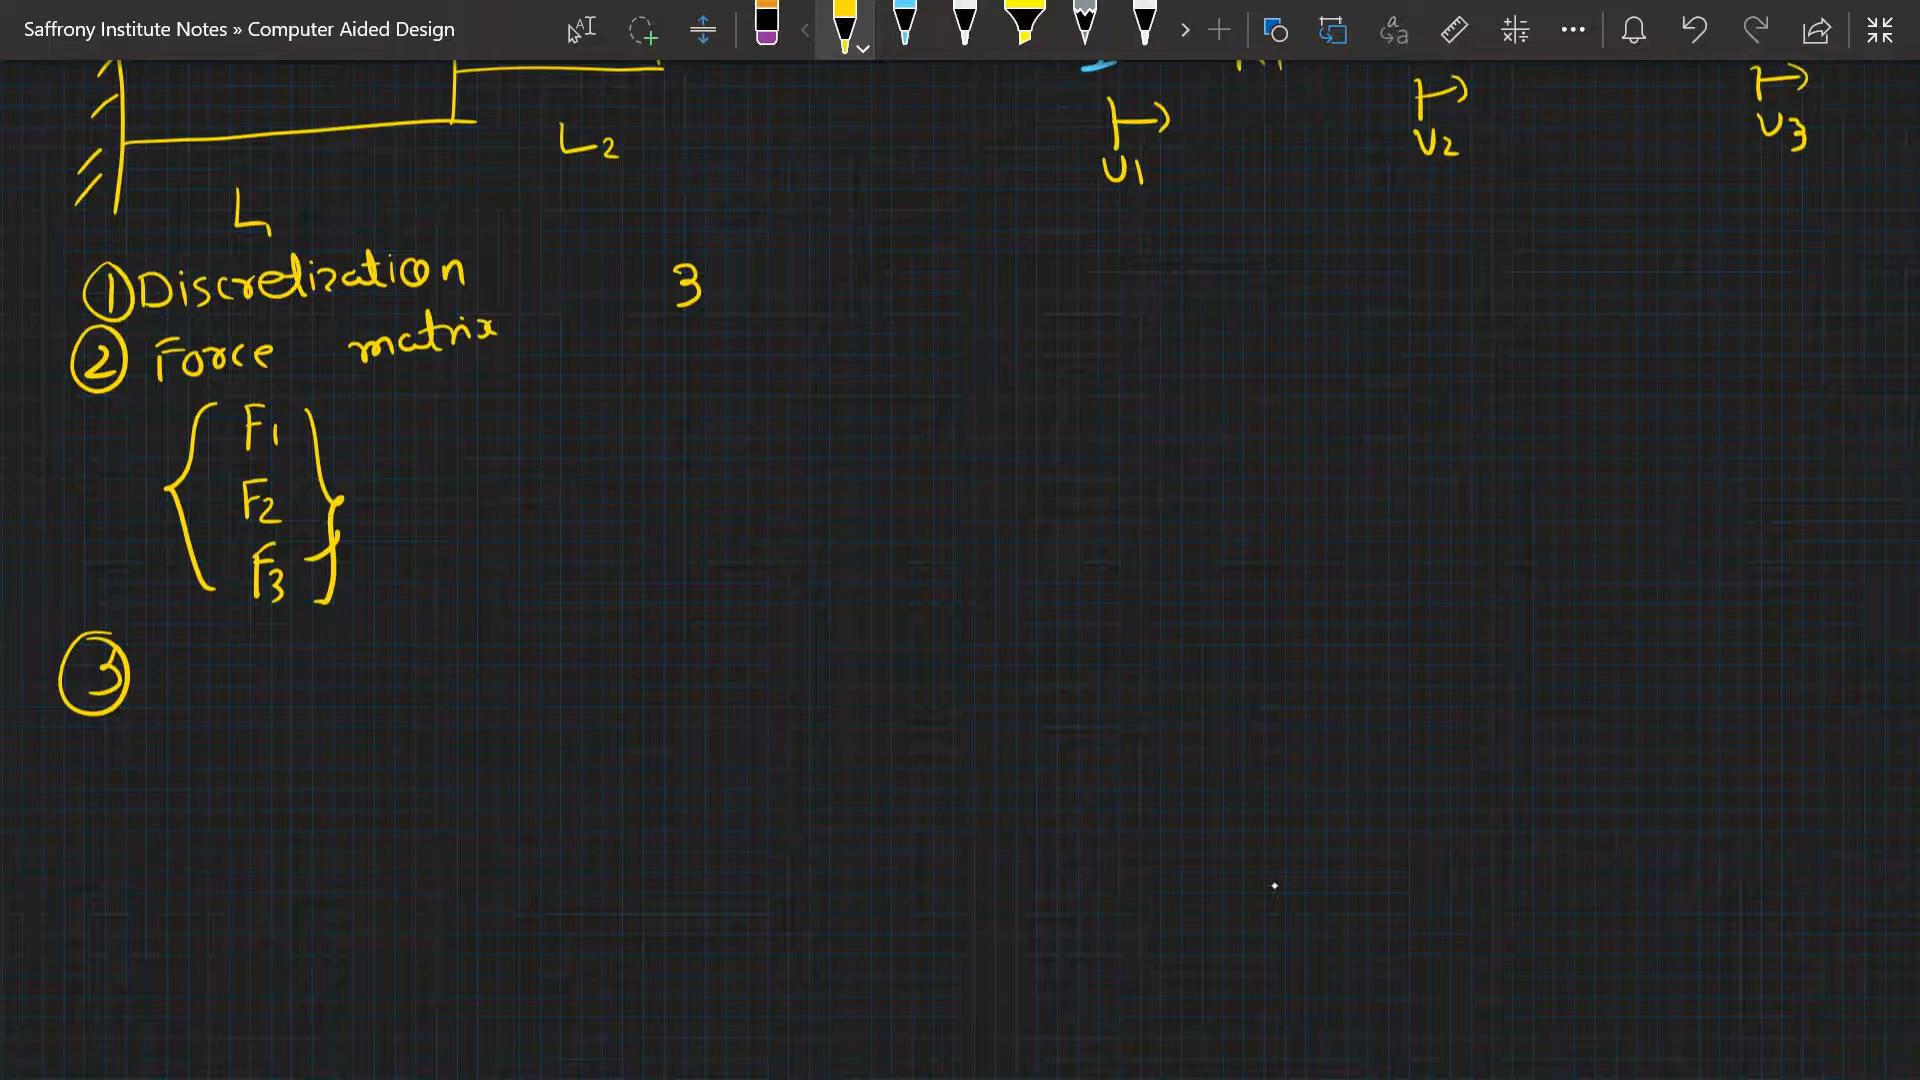 Saffrony Institute Notes » Computer Aided Design
L2
L1
U1
U2
U3
① Discretization
3
② Force matrix
F1
F2
F3
③